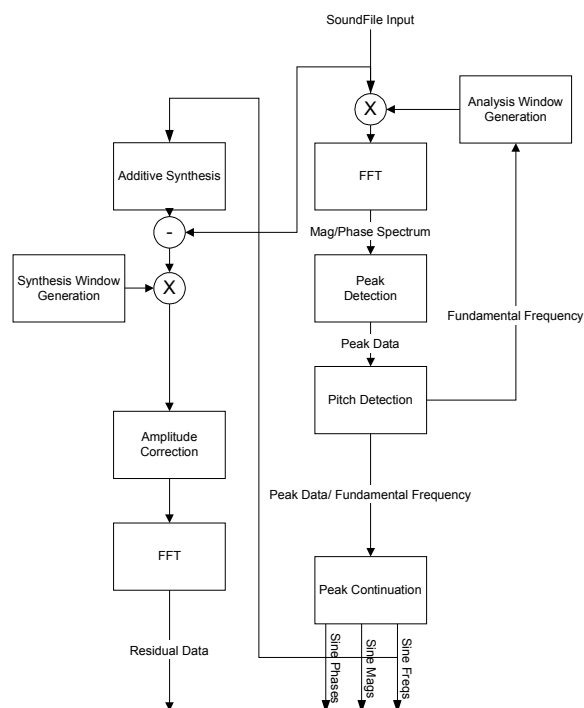 SoundFile Input
X
Analysis Window
Generation
Additive Synthesis
FFT
-
Mag/Phase Spectrum
Synthesis Window
Generation
X
Peak
Detection
Fundamental Frequency
Peak Data
Pitch Detection
Amplitude
Correction
Peak Data/ Fundamental Frequency
FFT
Peak Continuation
Residual Data
Sine Phases
Sine Mags
Sine Freqs